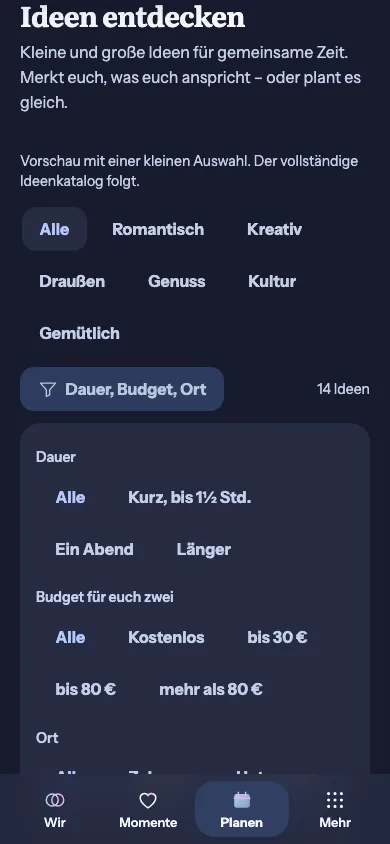 Ideen entdecken
Kleine und große Ideen für gemeinsame Zeit.
Merkt euch, was euch anspricht – oder plant es
gleich.
Vorschau mit einer kleinen Auswahl. Der vollständige
Ideenkatalog folgt.
Alle Romantisch Kreativ
Draußen Genuss Kultur
Gemütlich
Dauer, Budget, Ort 14 Ideen
Dauer
Alle Kurz, bis 1½ Std.
Ein Abend Länger
Budget für euch zwei
Alle Kostenlos bis 30 €
bis 80 € mehr als 80 €
Ort
Wir Momente Planen Mehr